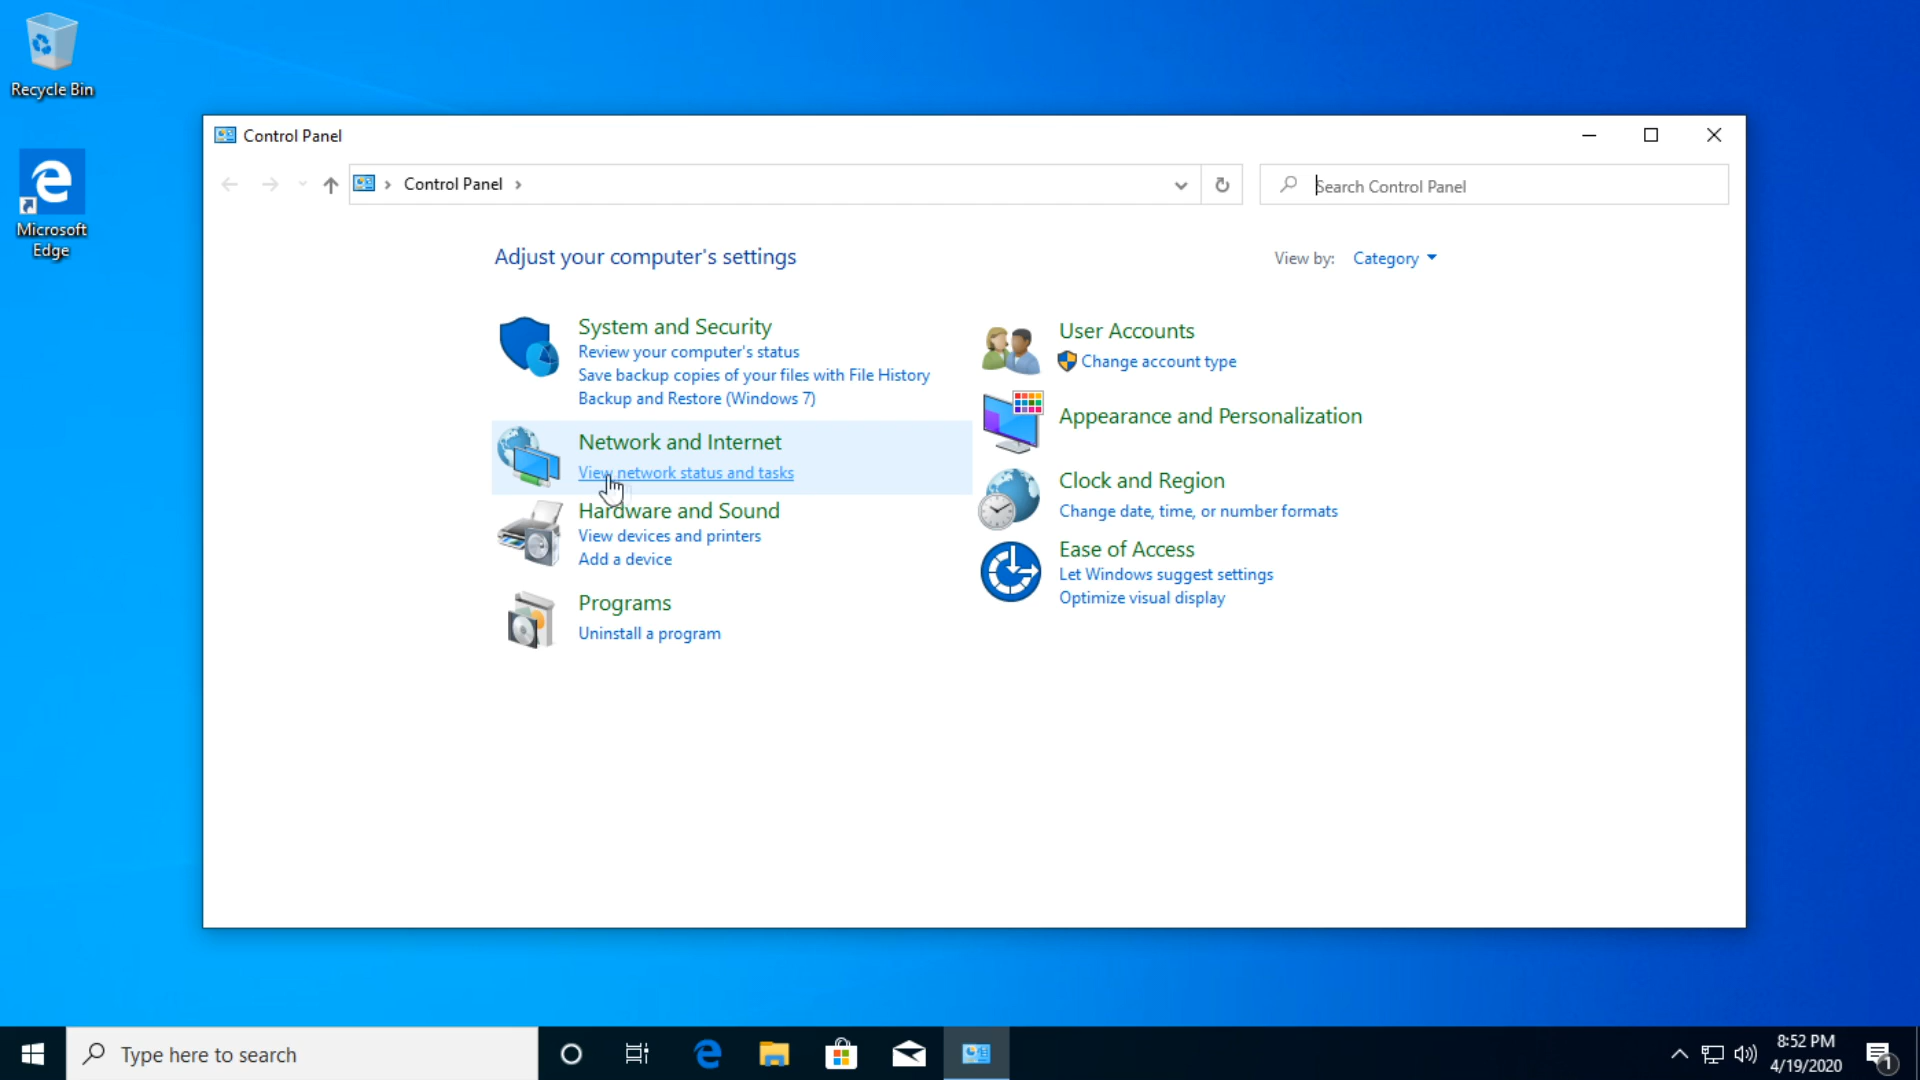 Recycle Bin
Microsoft
Edge
Control Panel
Control Panel
Search Control Panel
Adjust your computer's settings
View by: Category
System and Security
Review your computer's status
Save backup copies of your files with File History
Backup and Restore (Windows 7)
Network and Internet
View network status and tasks
Hardware and Sound
View devices and printers
Add a device
Programs
Uninstall a program
User Accounts
Change account type
Appearance and Personalization
Clock and Region
Change date, time, or number formats
Ease of Access
Let Windows suggest settings
Optimize visual display
Type here to search
8:52 PM
4/19/2020
1